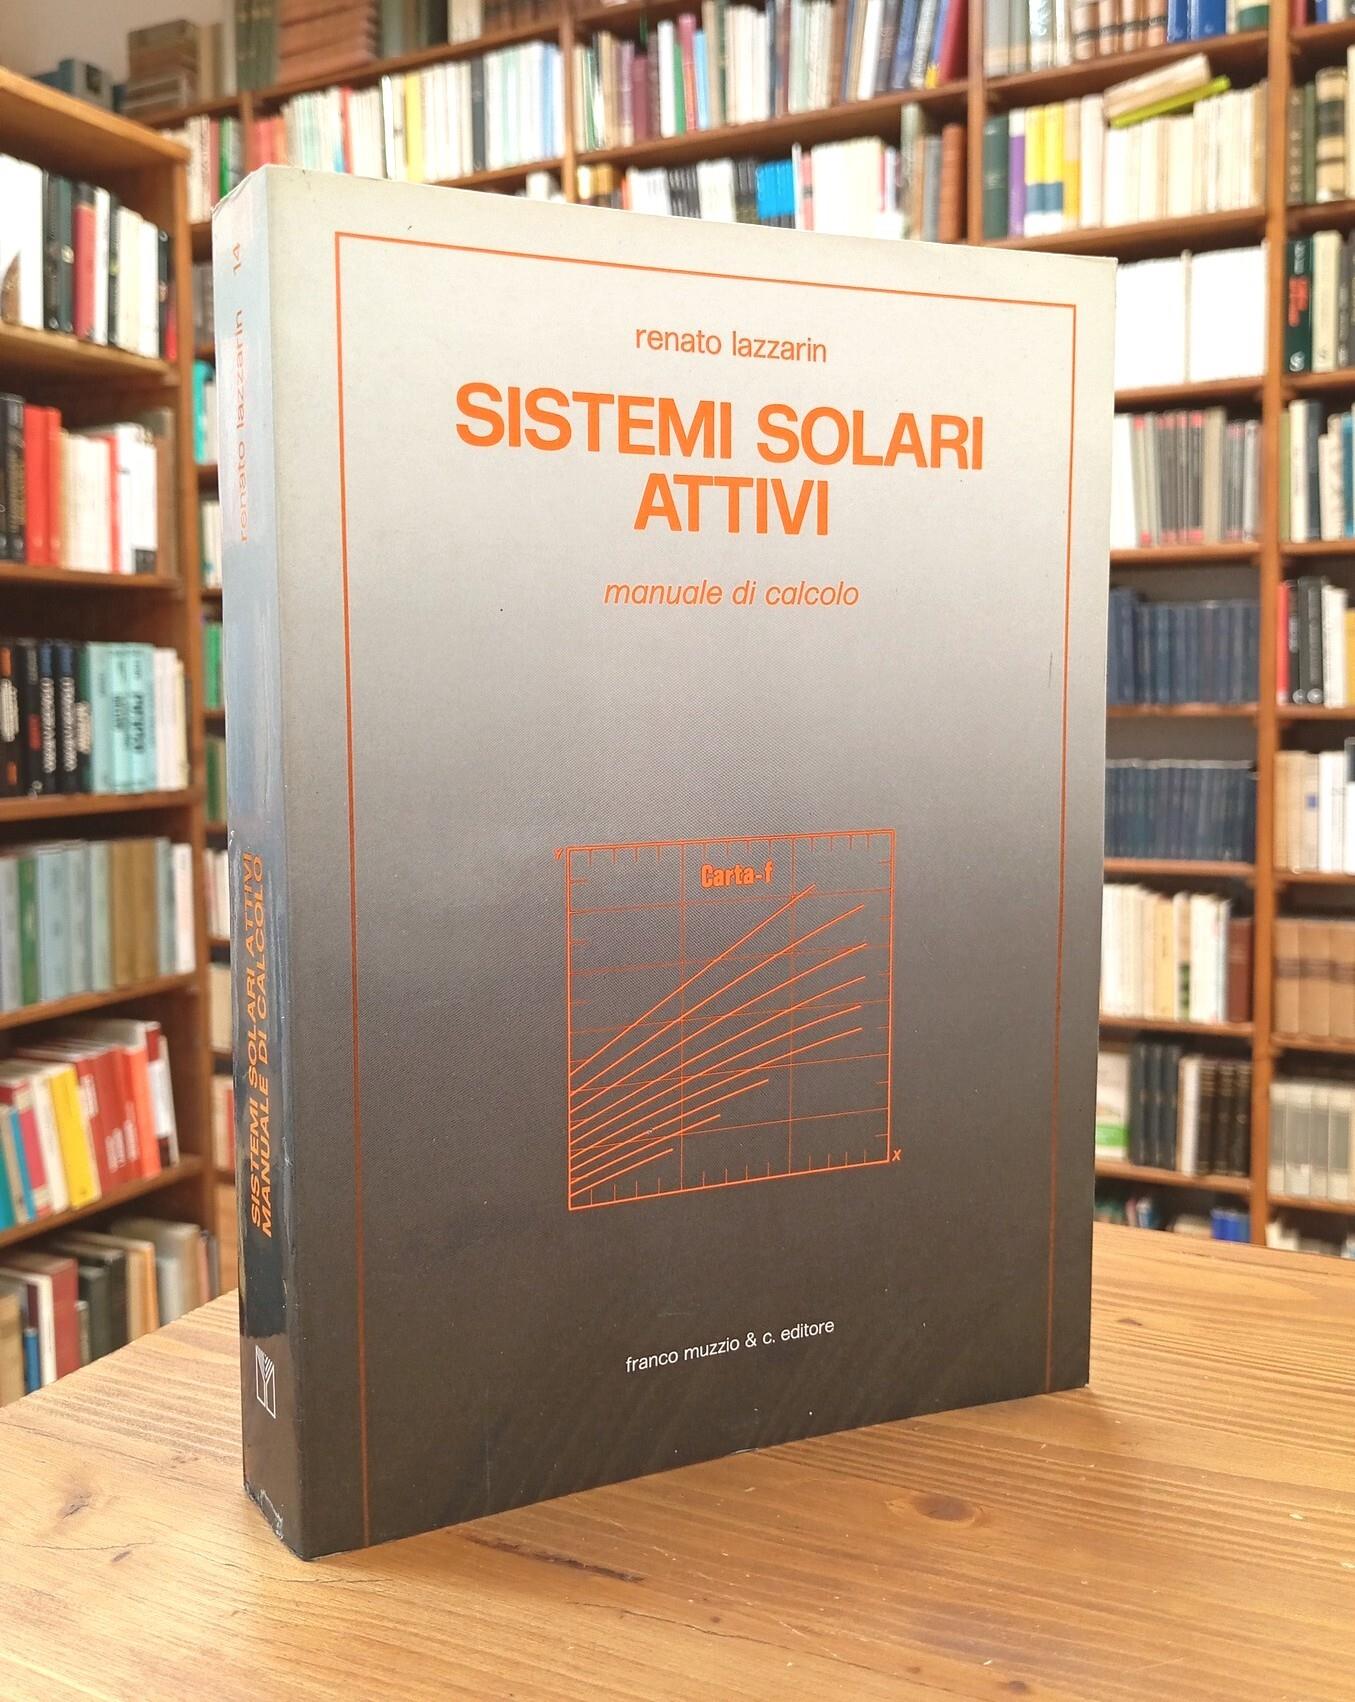 renato lazzarin
SISTEMI SOLARI
ATTIVI
manuale di calcolo
Y
Carta-f
X
franco muzzio & c. editore
renato lazzarin 14
SISTEMI SOLARI ATTIVI
MANUALE DI CALCOLO